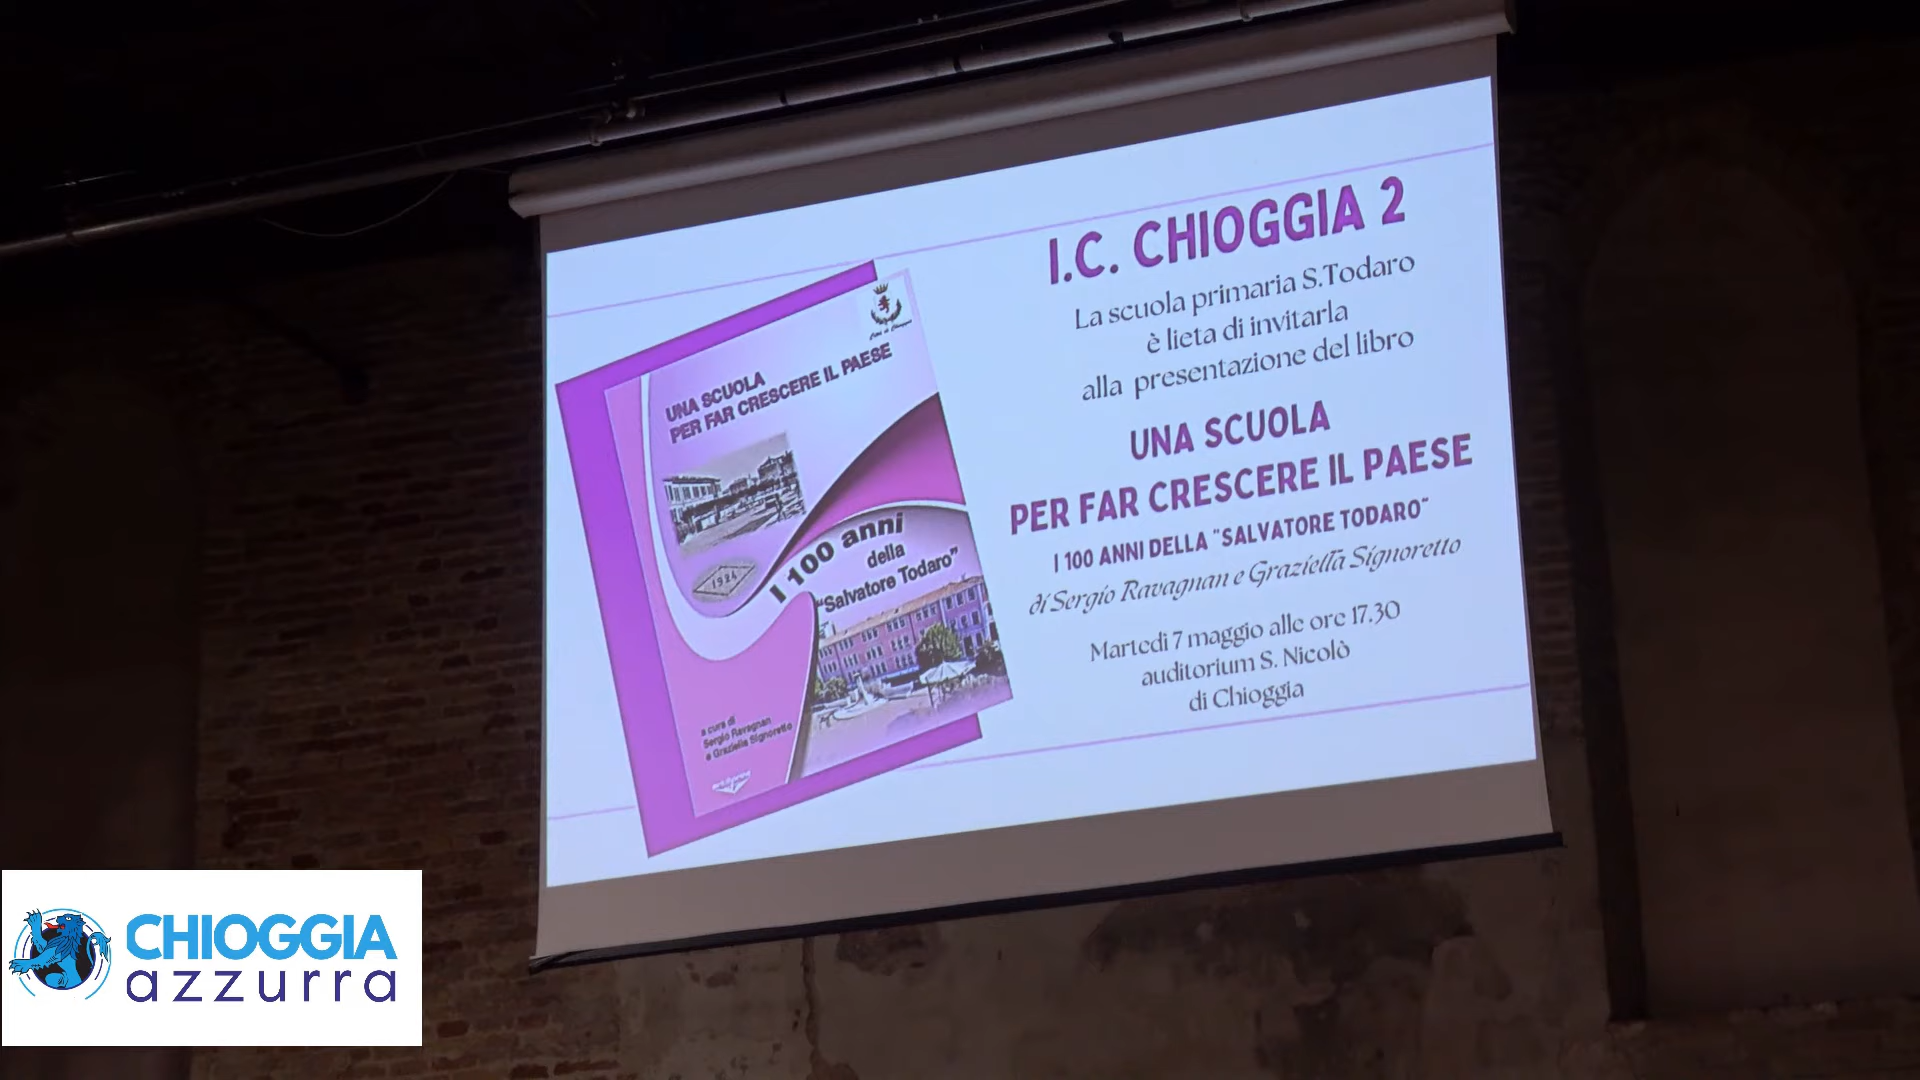 I.C. CHIOGGIA 2
La scuola primaria S.Todaro
è lieta di invitarla
alla presentazione del libro
UNA SCUOLA
PER FAR CRESCERE IL PAESE
I 100 ANNI DELLA "SALVATORE TODARO"
di Sergio Ravagnan e Graziella Signoretto
Martedì 7 maggio alle ore 17.30
auditorium S. Nicolò
di Chioggia
Città di Chioggia
UNA SCUOLA
PER FAR CRESCERE IL PAESE
1924
I 100 anni
della
"Salvatore Todaro"
a cura di
Sergio Ravagnan
e Graziella Signoretto
CHIOGGIA
azzurra